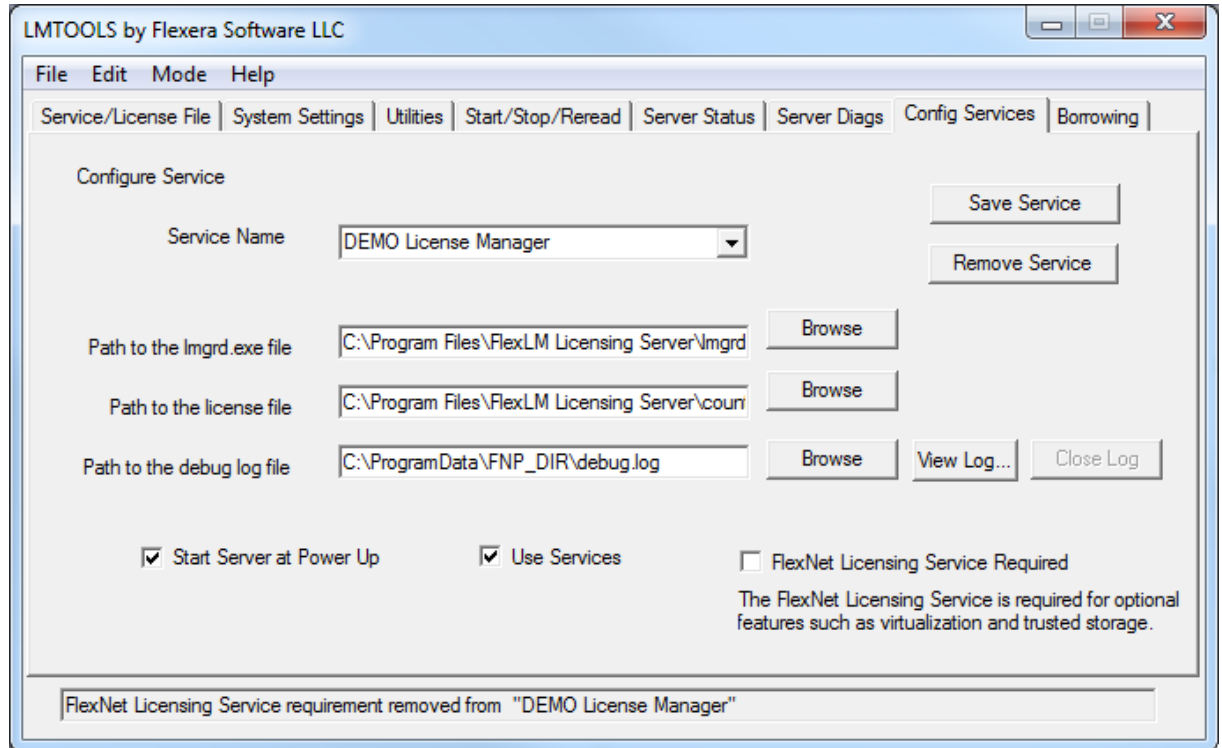 LMTOOLS by Flexera Software LLC
File Edit Mode Help
Service/License File System Settings Utilities Start/Stop/Reread Server Status Server Diags Config Services Borrowing
Configure Service
Save Service
Service Name DEMO License Manager
Remove Service
Path to the lmgrd.exe file C:\Program Files\FlexLM Licensing Server\lmgrd Browse
Path to the license file C:\Program Files\FlexLM Licensing Server\coun Browse
Path to the debug log file C:\ProgramData\FNP_DIR\debug.log Browse View Log... Close Log
Start Server at Power Up Use Services FlexNet Licensing Service Required
The FlexNet Licensing Service is required for optional
features such as virtualization and trusted storage.
FlexNet Licensing Service requirement removed from "DEMO License Manager"